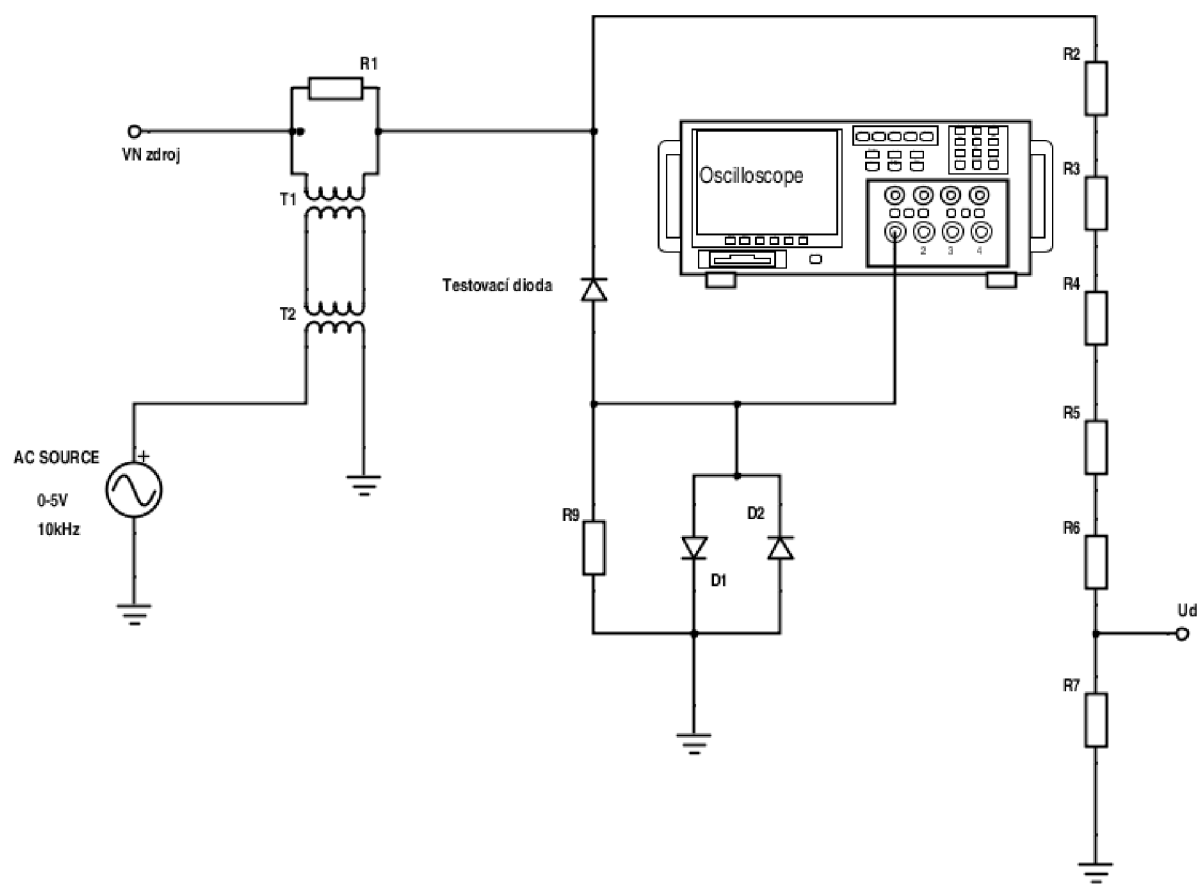 R1
R2
VN zdroj
Oscilloscope
R3
T1
2 3 4
Testovací dioda
R4
T2
R5
AC SOURCE
0-5V
10kHz
R9
D2
R6
D1
Ud
R7